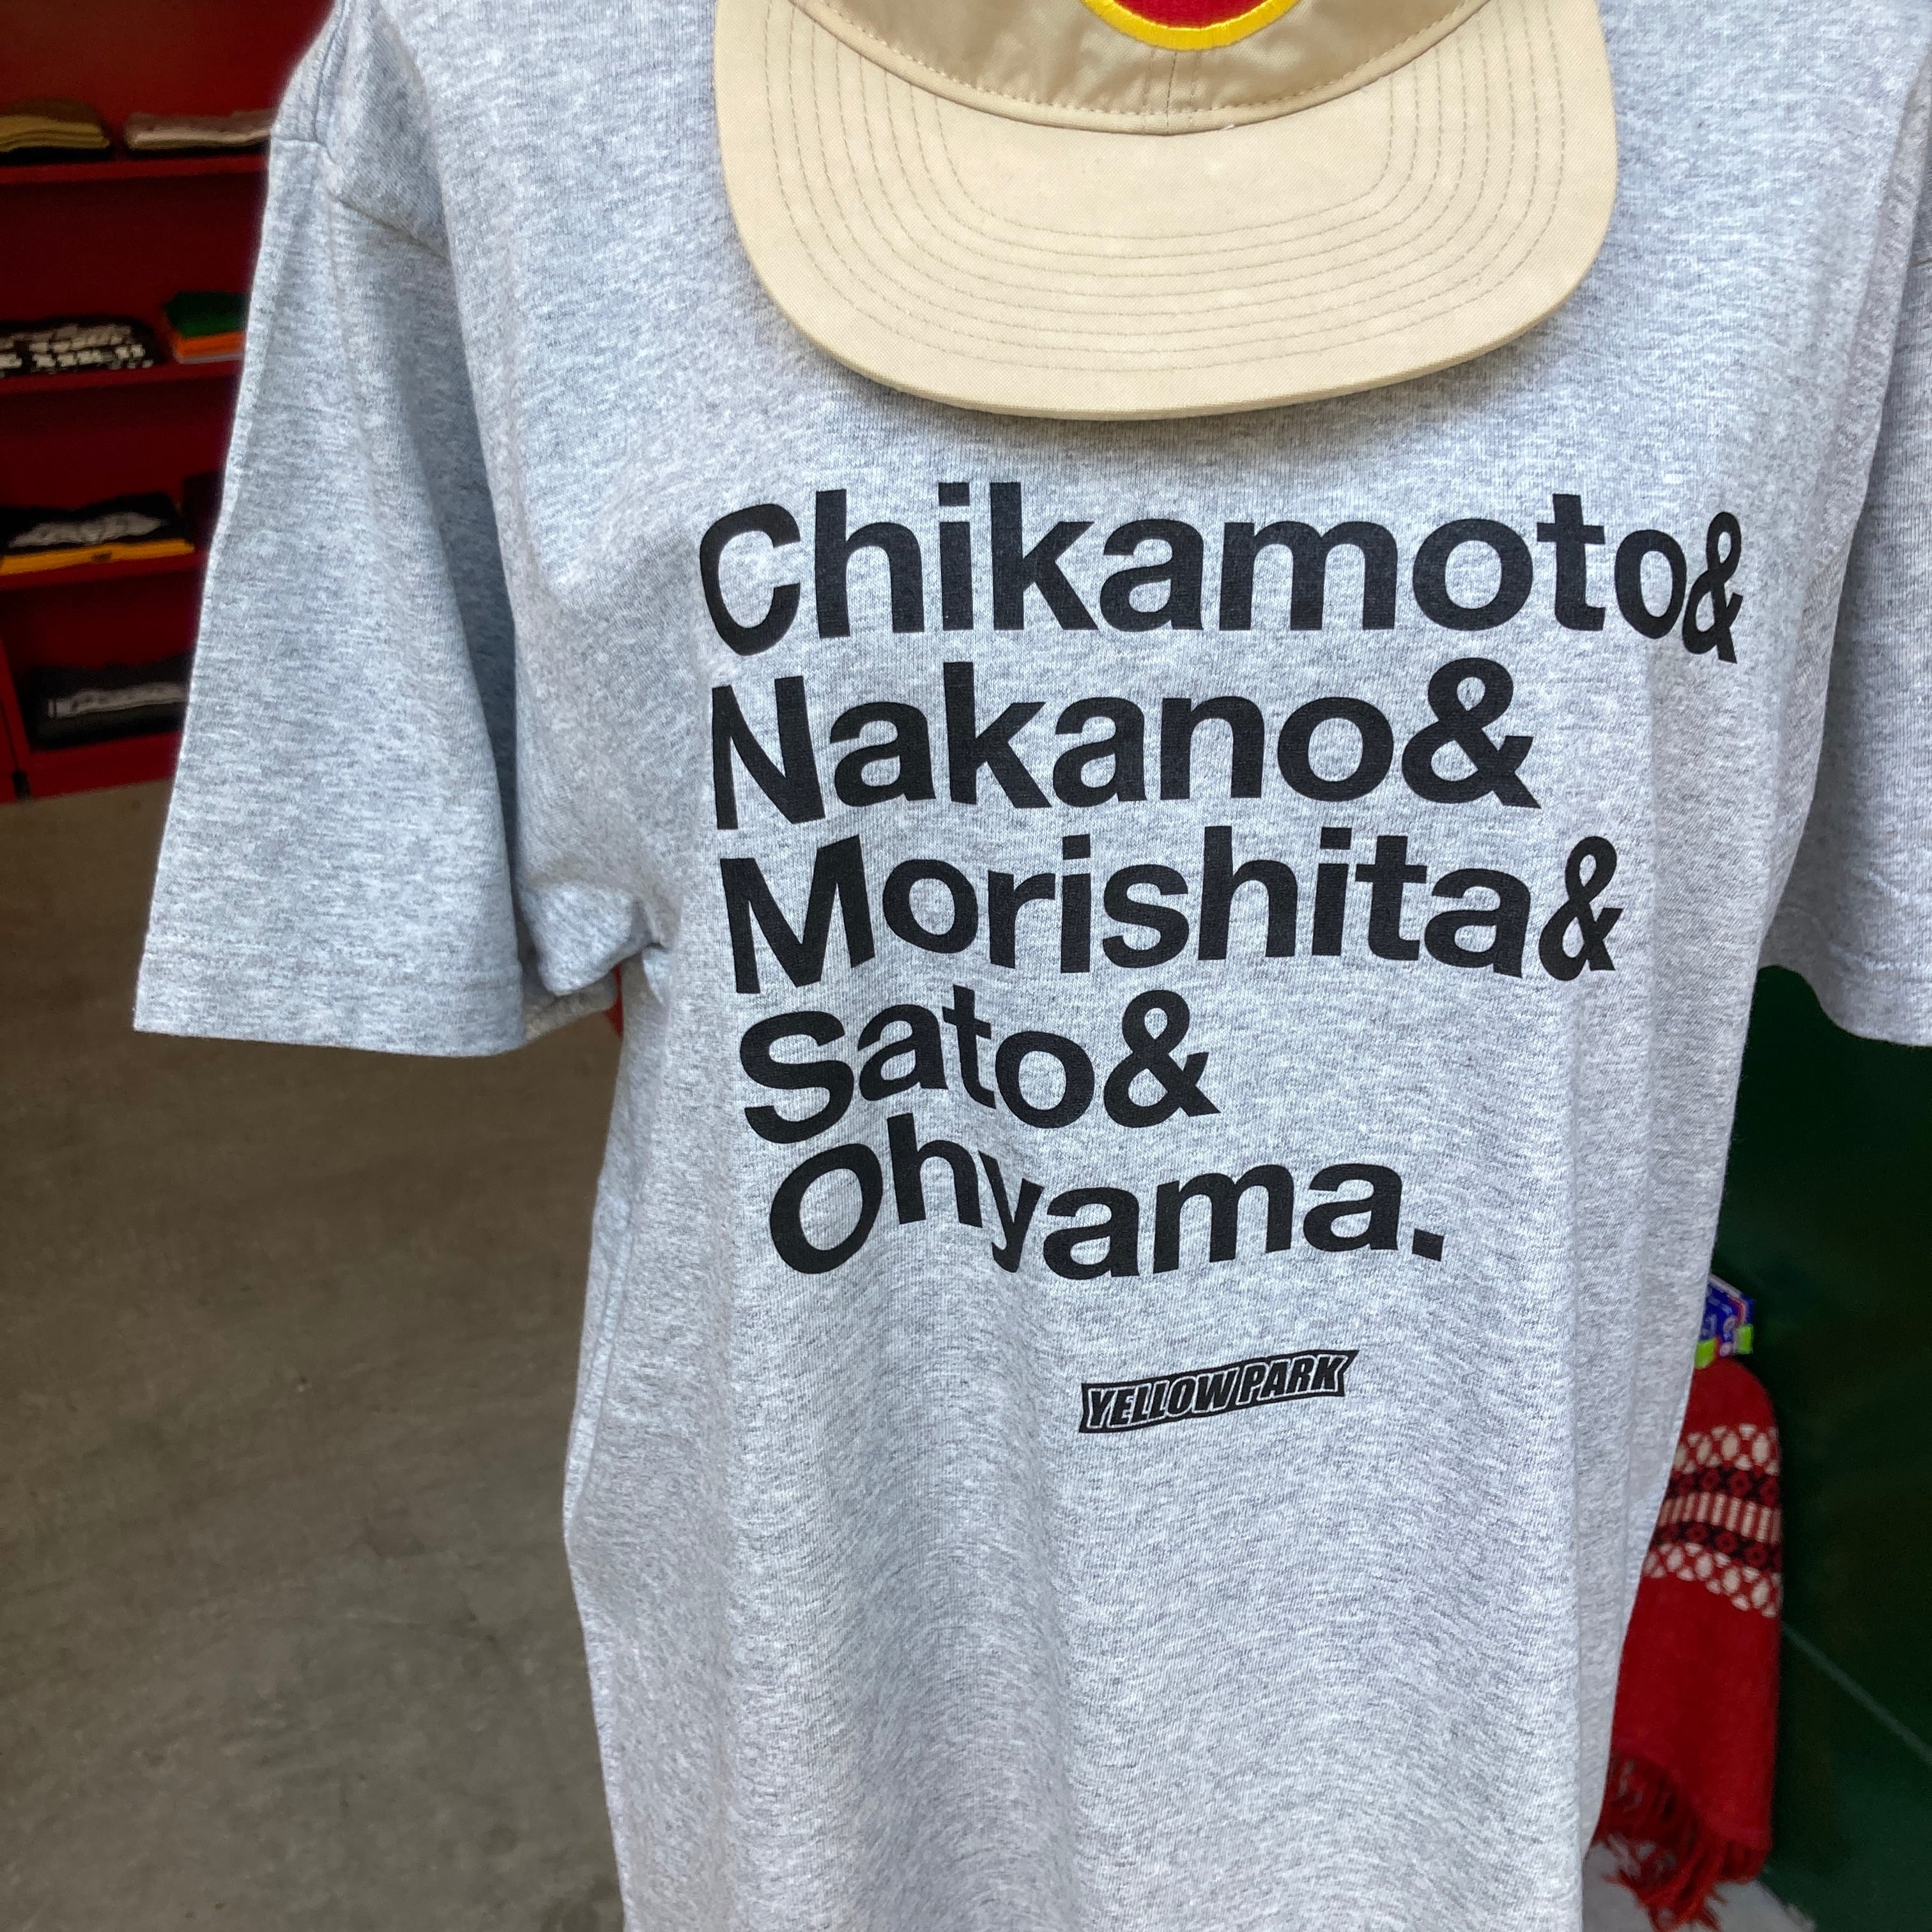 Chikamoto&
Nakano&
Morishita&
Sato&
Ohyama.
YELLOW PARK